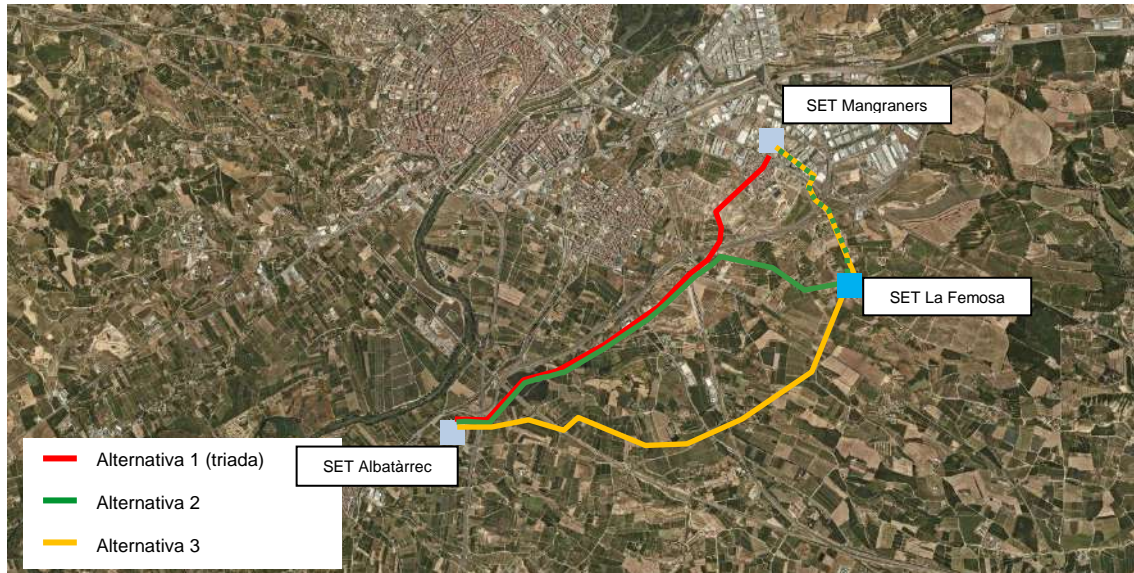 SET Mangraners
SET La Femosa
SET Albatàrrec
Alternativa 1 (triada)
Alternativa 2
Alternativa 3